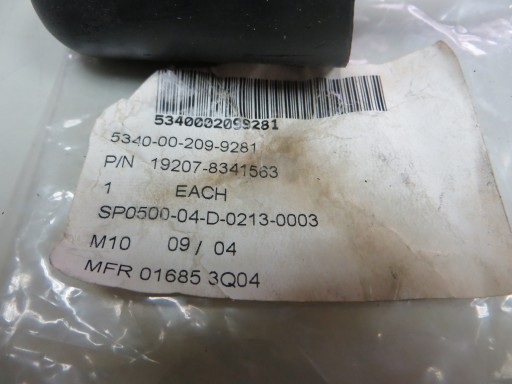 5340002099281
5340-00-209-9281
P/N 19207-8341563
1 EACH
SP0500-04-D-0213-0003
M10 09/ 04
MFR 01685 3Q04